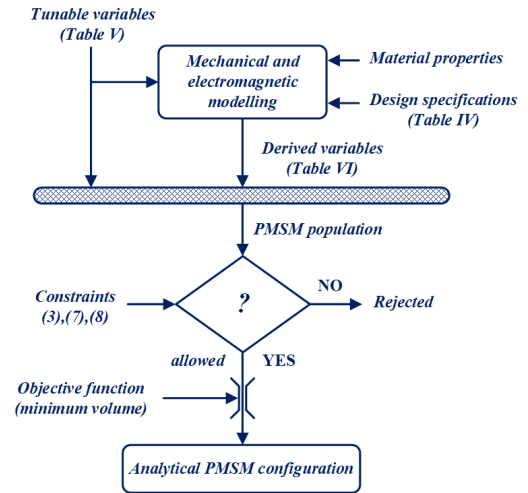 Tunable variables
(Table V)
Mechanical and
electromagnetic
modelling
Material properties
Design specifications
(Table IV)
Derived variables
(Table VI)
PMSM population
Constraints
(3),(7),(8)
?
NO
Rejected
allowed
YES
Objective function
(minimum volume)
Analytical PMSM configuration